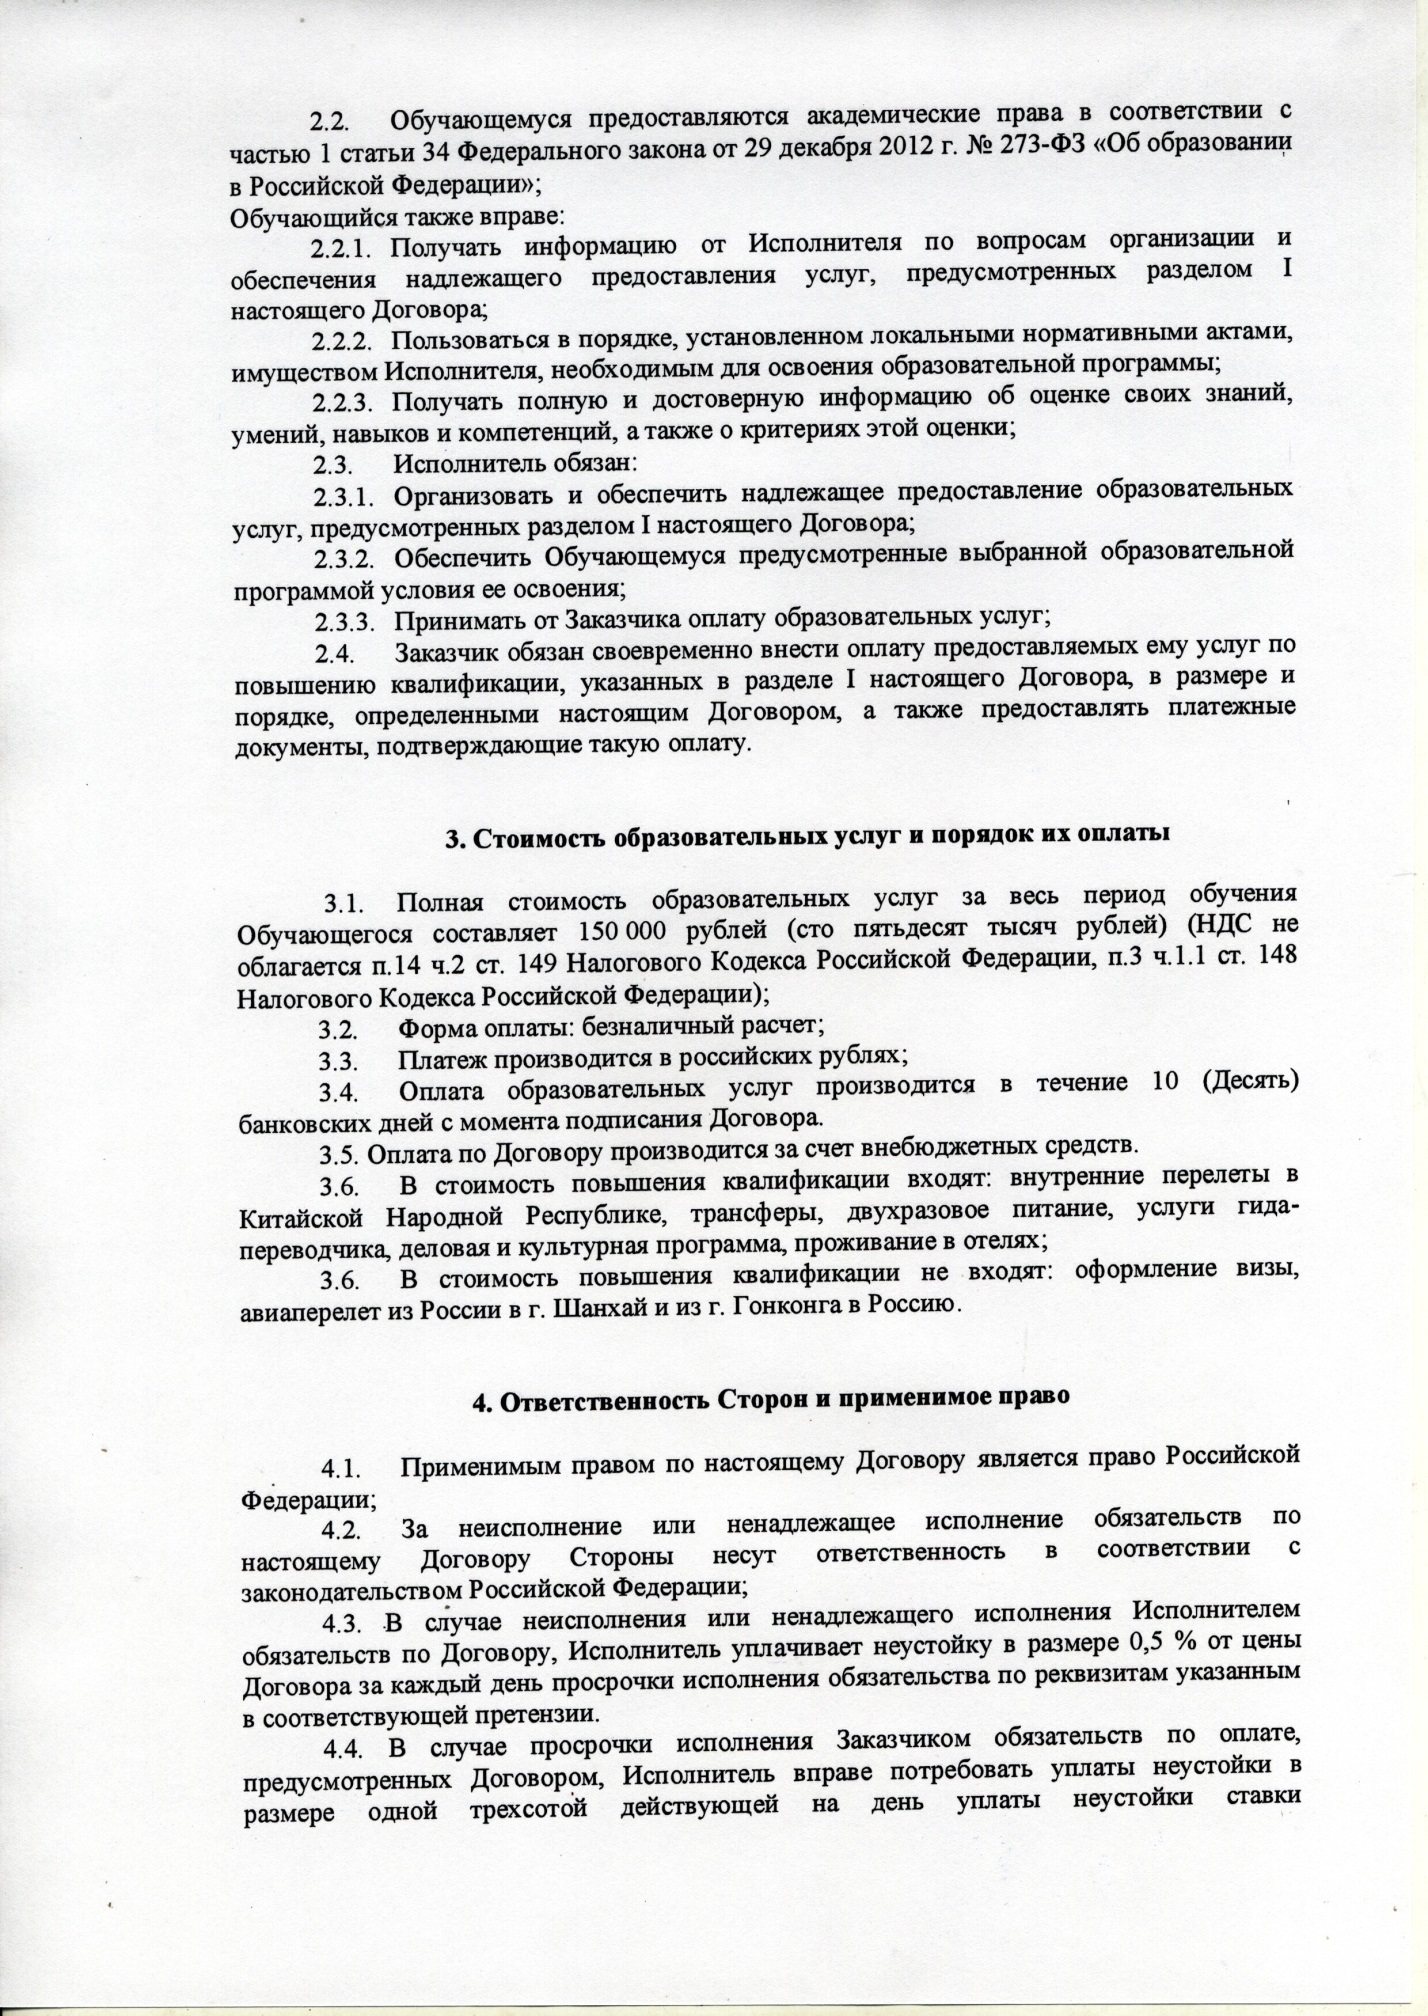 2.2. Обучающемуся предоставляются академические права в соответствии с
частью 1 статьи 34 Федерального закона от 29 декабря 2012 г. № 273-ФЗ «Об образовании
в Российской Федерации»;
Обучающийся также вправе:
2.2.1. Получать информацию от Исполнителя по вопросам организации и
обеспечения надлежащего предоставления услуг, предусмотренных разделом I
настоящего Договора;
2.2.2. Пользоваться в порядке, установленном локальными нормативными актами,
имуществом Исполнителя, необходимым для освоения образовательной программы;
2.2.3. Получать полную и достоверную информацию об оценке своих знаний,
умений, навыков и компетенций, а также о критериях этой оценки;
2.3. Исполнитель обязан:
2.3.1. Организовать и обеспечить надлежащее предоставление образовательных
услуг, предусмотренных разделом I настоящего Договора;
2.3.2. Обеспечить Обучающемуся предусмотренные выбранной образовательной
программой условия ее освоения;
2.3.3. Принимать от Заказчика оплату образовательных услуг;
2.4. Заказчик обязан своевременно внести оплату предоставляемых ему услуг по
повышению квалификации, указанных в разделе I настоящего Договора, в размере и
порядке, определенными настоящим Договором, а также предоставлять платежные
документы, подтверждающие такую оплату.
3. Стоимость образовательных услуг и порядок их оплаты
3.1. Полная стоимость образовательных услуг за весь период обучения
Обучающегося составляет 150 000 рублей (сто пятьдесят тысяч рублей) (НДС не
облагается п.14 ч.2 ст. 149 Налогового Кодекса Российской Федерации, п.3 ч.1.1 ст. 148
Налогового Кодекса Российской Федерации);
3.2. Форма оплаты: безналичный расчет;
3.3. Платеж производится в российских рублях;
3.4. Оплата образовательных услуг производится в течение 10 (Десять)
банковских дней с момента подписания Договора.
3.5. Оплата по Договору производится за счет внебюджетных средств.
3.6. В стоимость повышения квалификации входят: внутренние перелеты в
Китайской Народной Республике, трансферы, двухразовое питание, услуги гида-
переводчика, деловая и культурная программа, проживание в отелях;
3.6. В стоимость повышения квалификации не входят: оформление визы,
авиаперелет из России в г. Шанхай и из г. Гонконга в Россию.
4. Ответственность Сторон и применимое право
4.1. Применимым правом по настоящему Договору является право Российской
Федерации;
4.2. За неисполнение или ненадлежащее исполнение обязательств по
настоящему Договору Стороны несут ответственность в соответствии с
законодательством Российской Федерации;
4.3. В случае неисполнения или ненадлежащего исполнения Исполнителем
обязательств по Договору, Исполнитель уплачивает неустойку в размере 0,5 % от цены
Договора за каждый день просрочки исполнения обязательства по реквизитам указанным
в соответствующей претензии.
4.4. В случае просрочки исполнения Заказчиком обязательств по оплате,
предусмотренных Договором, Исполнитель вправе потребовать уплаты неустойки в
размере одной трехсотой действующей на день уплаты неустойки ставки